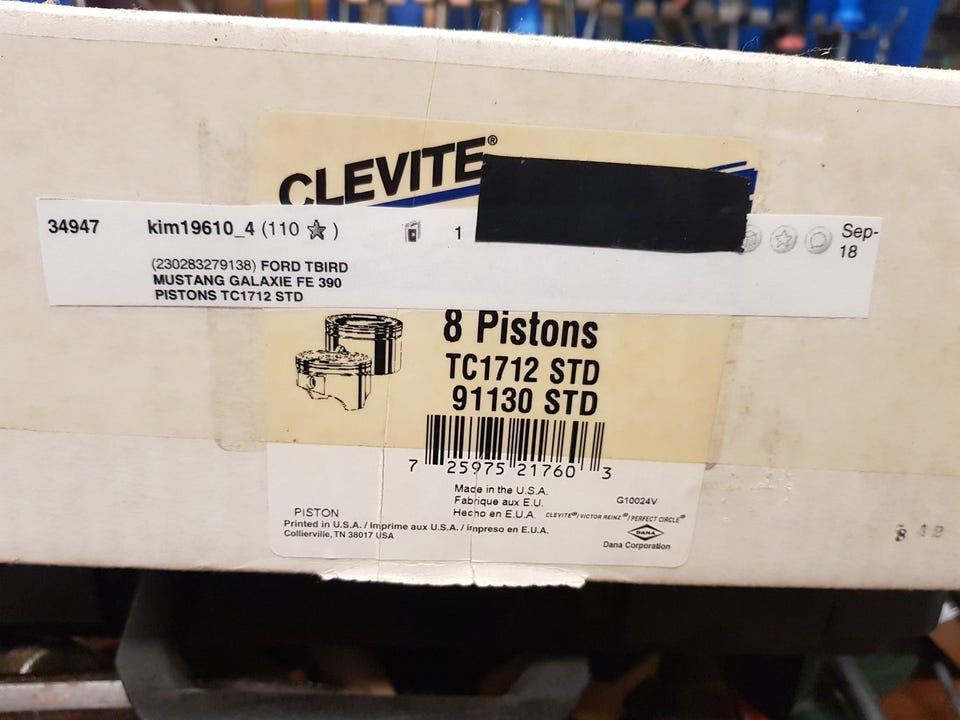 CLEVITE®
34947 kim19610_4 (110 ) 1 Sep-
18
(230283279138) FORD TBIRD
MUSTANG GALAXIE FE 390
PISTONS TC1712 STD
8 Pistons
TC1712 STD
91130 STD
7 25975 21760 3
Made in the U.S.A.
Fabrique aux E.U.
Hecho en E.U.A.
G10024V
CLEVITE®/VICTOR REINZ®/PERFECT CIRCLE®
DANA
Dana Corporation
PISTON
Printed in U.S.A. / Imprime aux U.S.A. / Impreso en E.U.A.
Collierville, TN 38017 USA